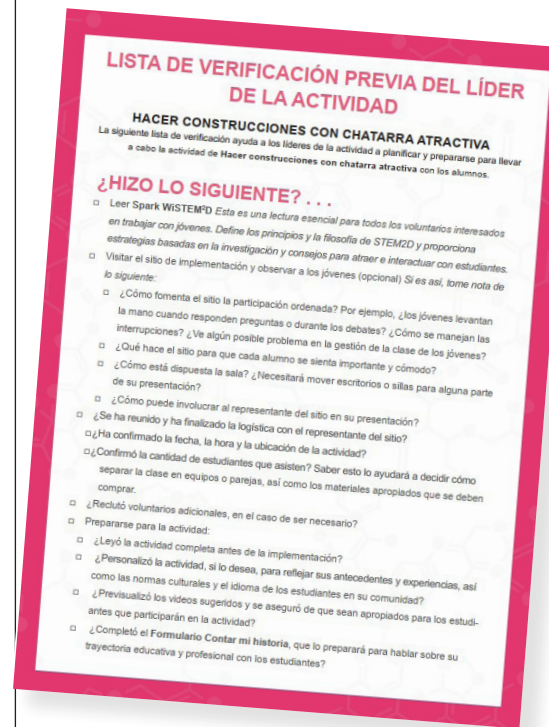 LISTA DE VERIFICACIÓN PREVIA DEL LÍDER
DE LA ACTIVIDAD
HACER CONSTRUCCIONES CON CHATARRA ATRACTIVA
La siguiente lista de verificación ayuda a los líderes de la actividad a planificar y prepararse para llevar
a cabo la actividad de Hacer construcciones con chatarra atractiva con los alumnos.
¿HIZO LO SIGUIENTE? . . .
□ Leer Spark WiSTEM²D Esta es una lectura esencial para todos los voluntarios interesados
en trabajar con jóvenes. Define los principios y la filosofía de STEM2D y proporciona
estrategias basadas en la investigación y consejos para atraer e interactuar con estudiantes.
□ Visitar el sitio de implementación y observar a los jóvenes (opcional) Si es así, tome nota de
lo siguiente:
□ ¿Cómo fomenta el sitio la participación ordenada? Por ejemplo, ¿los jóvenes levantan
la mano cuando responden preguntas o durante los debates? ¿Cómo se manejan las
interrupciones? ¿Ve algún posible problema en la gestión de la clase de los jóvenes?
□ ¿Qué hace el sitio para que cada alumno se sienta importante y cómodo?
□ ¿Cómo está dispuesta la sala? ¿Necesitará mover escritorios o sillas para alguna parte
de su presentación?
□ ¿Cómo puede involucrar al representante del sitio en su presentación?
□ ¿Se ha reunido y ha finalizado la logística con el representante del sitio?
□¿Ha confirmado la fecha, la hora y la ubicación de la actividad?
□¿Confirmó la cantidad de estudiantes que asisten? Saber esto lo ayudará a decidir cómo
separar la clase en equipos o parejas, así como los materiales apropiados que se deben
comprar.
□ ¿Reclutó voluntarios adicionales, en el caso de ser necesario?
□ Prepararse para la actividad:
□ ¿Leyó la actividad completa antes de la implementación?
□ ¿Personalizó la actividad, si lo desea, para reflejar sus antecedentes y experiencias, así
como las normas culturales y el idioma de los estudiantes en su comunidad?
□ ¿Previsualizó los videos sugeridos y se aseguró de que sean apropiados para los estudi-
antes que participarán en la actividad?
□ ¿Completó el Formulario Contar mi historia, que lo preparará para hablar sobre su
trayectoria educativa y profesional con los estudiantes?